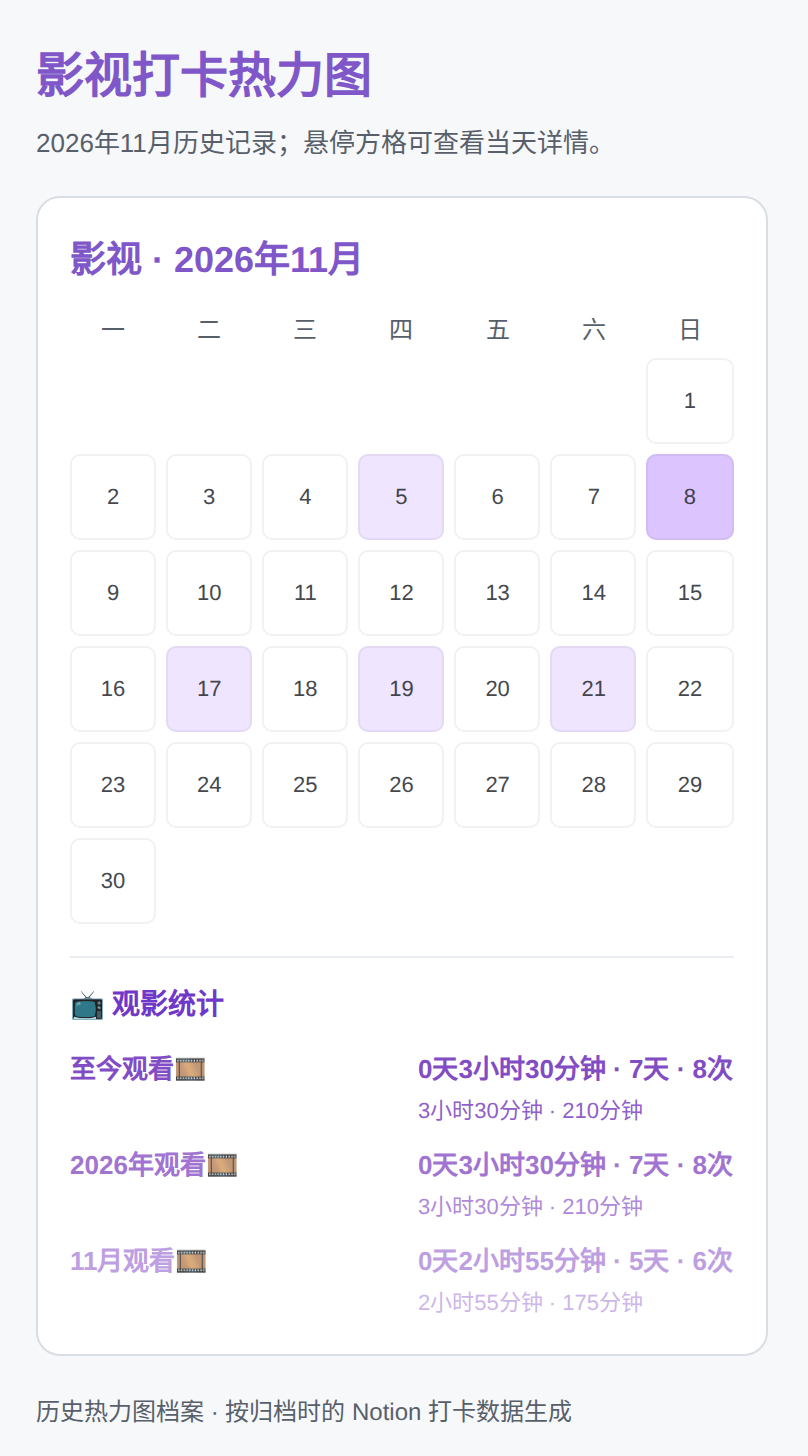 影视打卡热力图
2026年11月历史记录；悬停方格可查看当天详情。
影视 · 2026年11月
一 二 三 四 五 六 日
1
2 3 4 5 6 7 8
9 10 11 12 13 14 15
16 17 18 19 20 21 22
23 24 25 26 27 28 29
30
📺 观影统计
至今观看🎞️ 0天3小时30分钟 · 7天 · 8次
3小时30分钟 · 210分钟
2026年观看🎞️ 0天3小时30分钟 · 7天 · 8次
3小时30分钟 · 210分钟
11月观看🎞️ 0天2小时55分钟 · 5天 · 6次
2小时55分钟 · 175分钟
历史热力图档案 · 按归档时的 Notion 打卡数据生成